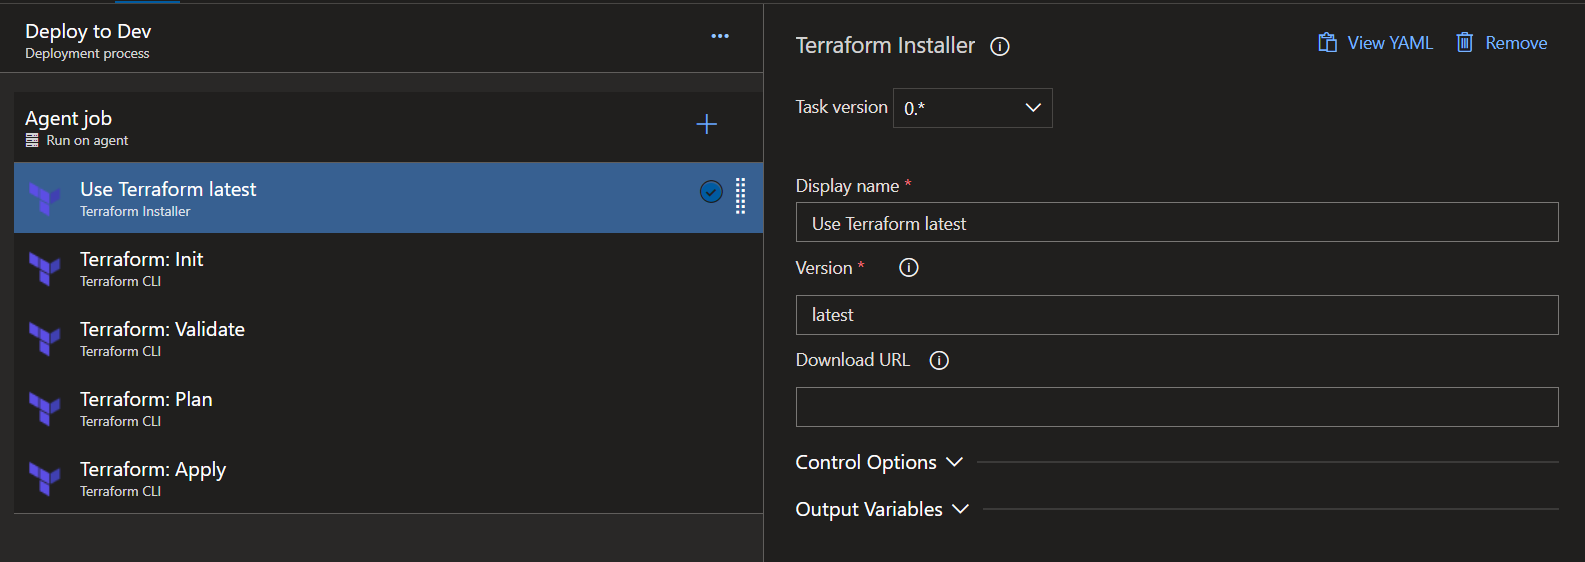 Deploy to Dev
Deployment process
Agent job
Run on agent
Use Terraform latest
Terraform Installer
Terraform: Init
Terraform CLI
Terraform: Validate
Terraform CLI
Terraform: Plan
Terraform CLI
Terraform: Apply
Terraform CLI
Terraform Installer
View YAML
Remove
Task version
0.*
Display name *
Use Terraform latest
Version *
latest
Download URL
Control Options
Output Variables